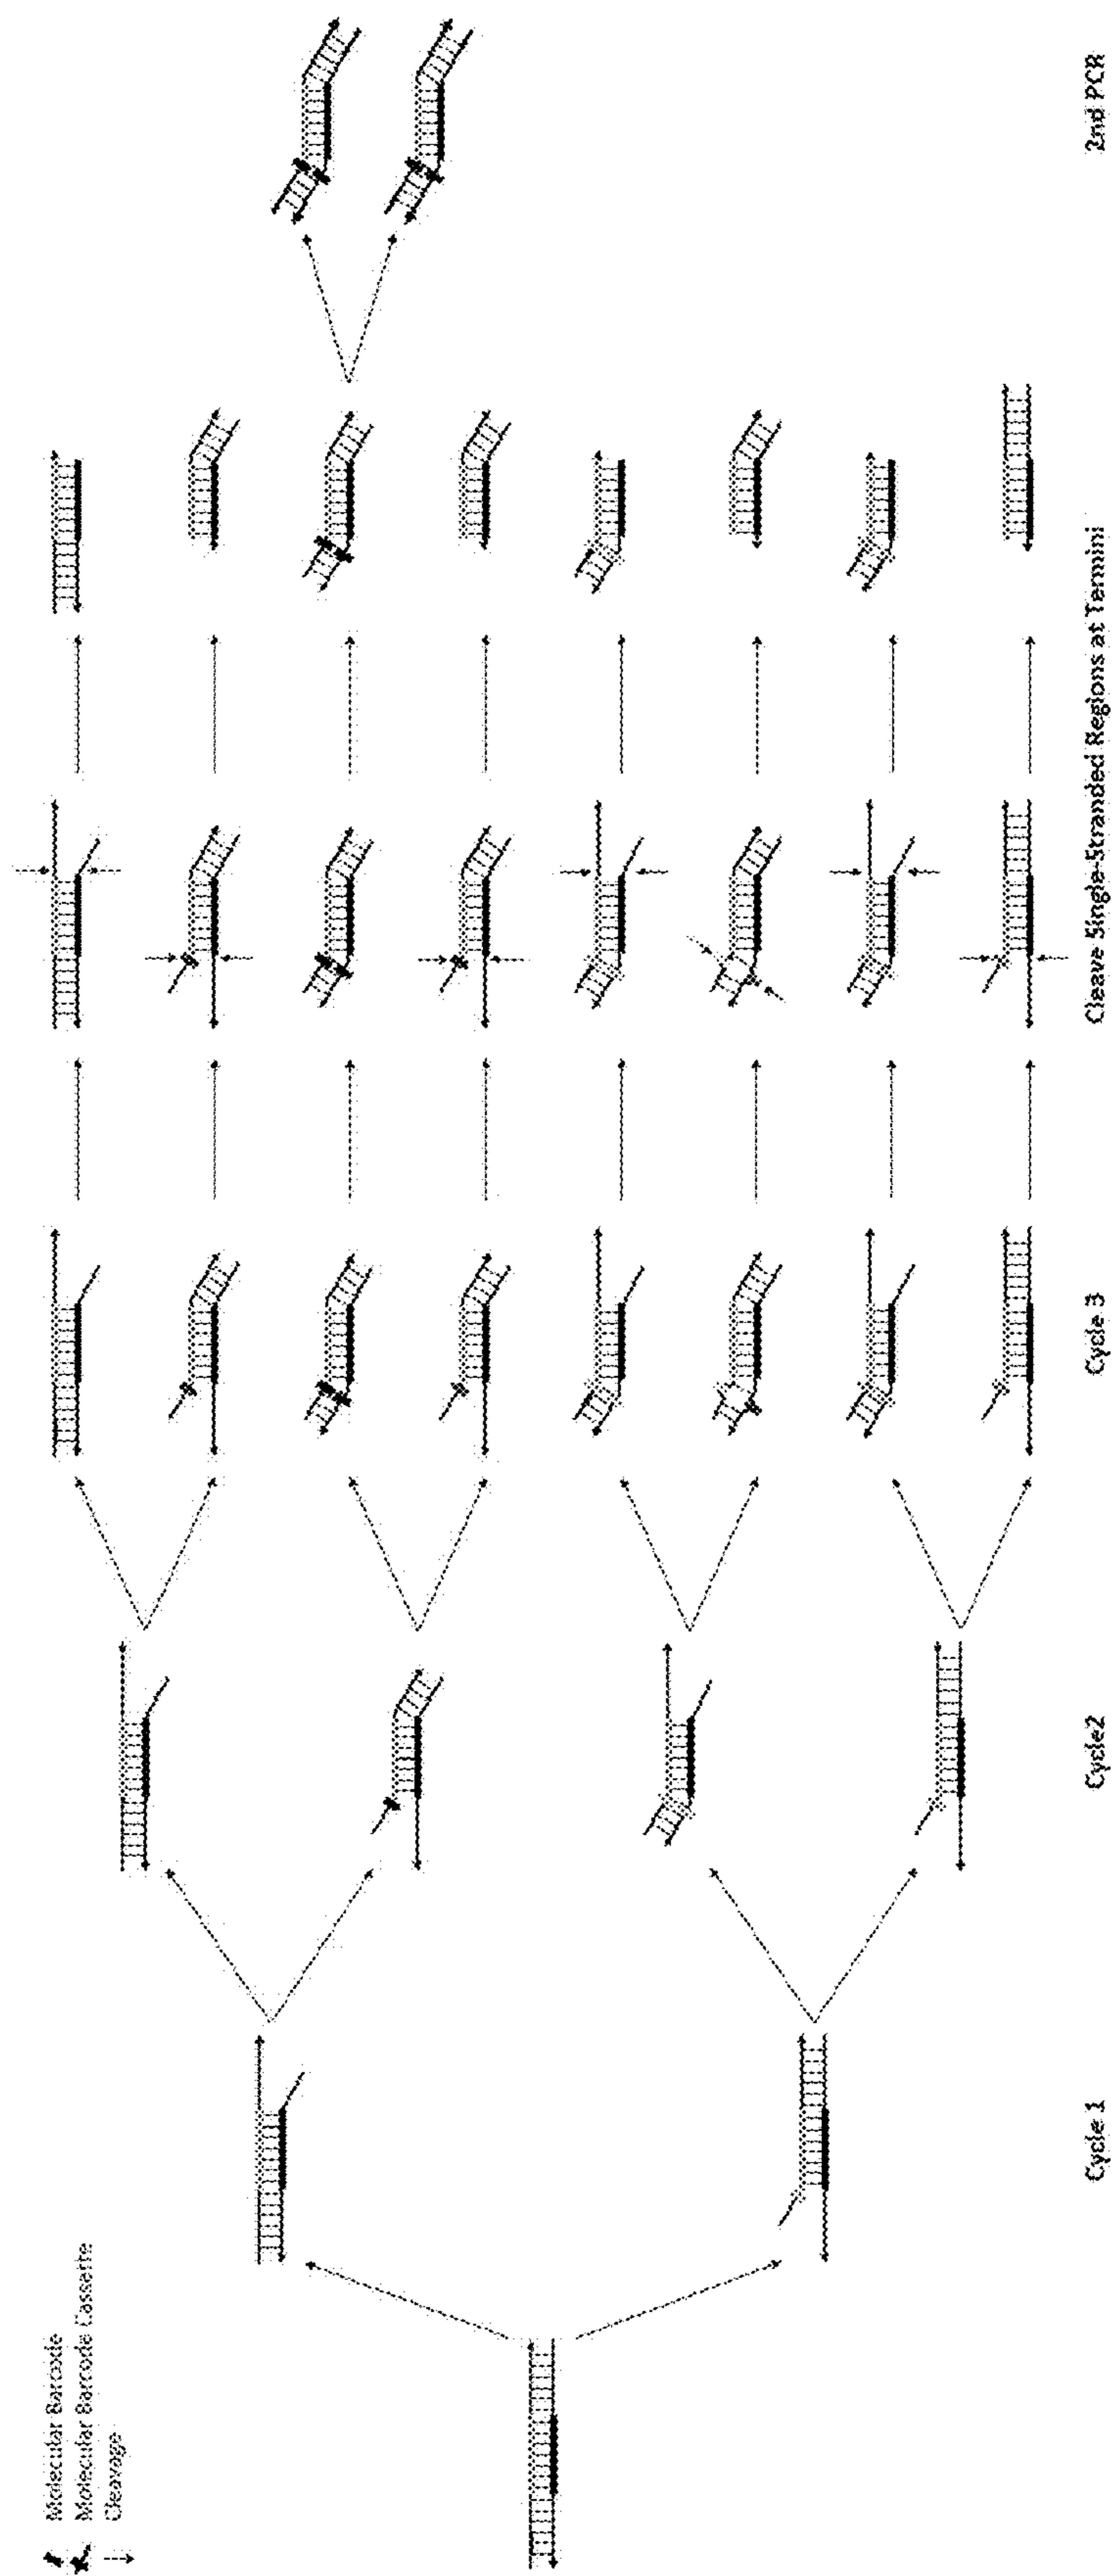 Molecular Barcode
Molecular Barcode Cassette
Cleavage
Cycle 1
Cycle2
Cycle 3
Cleave Single-Stranded Regions at Termini
2nd PCR